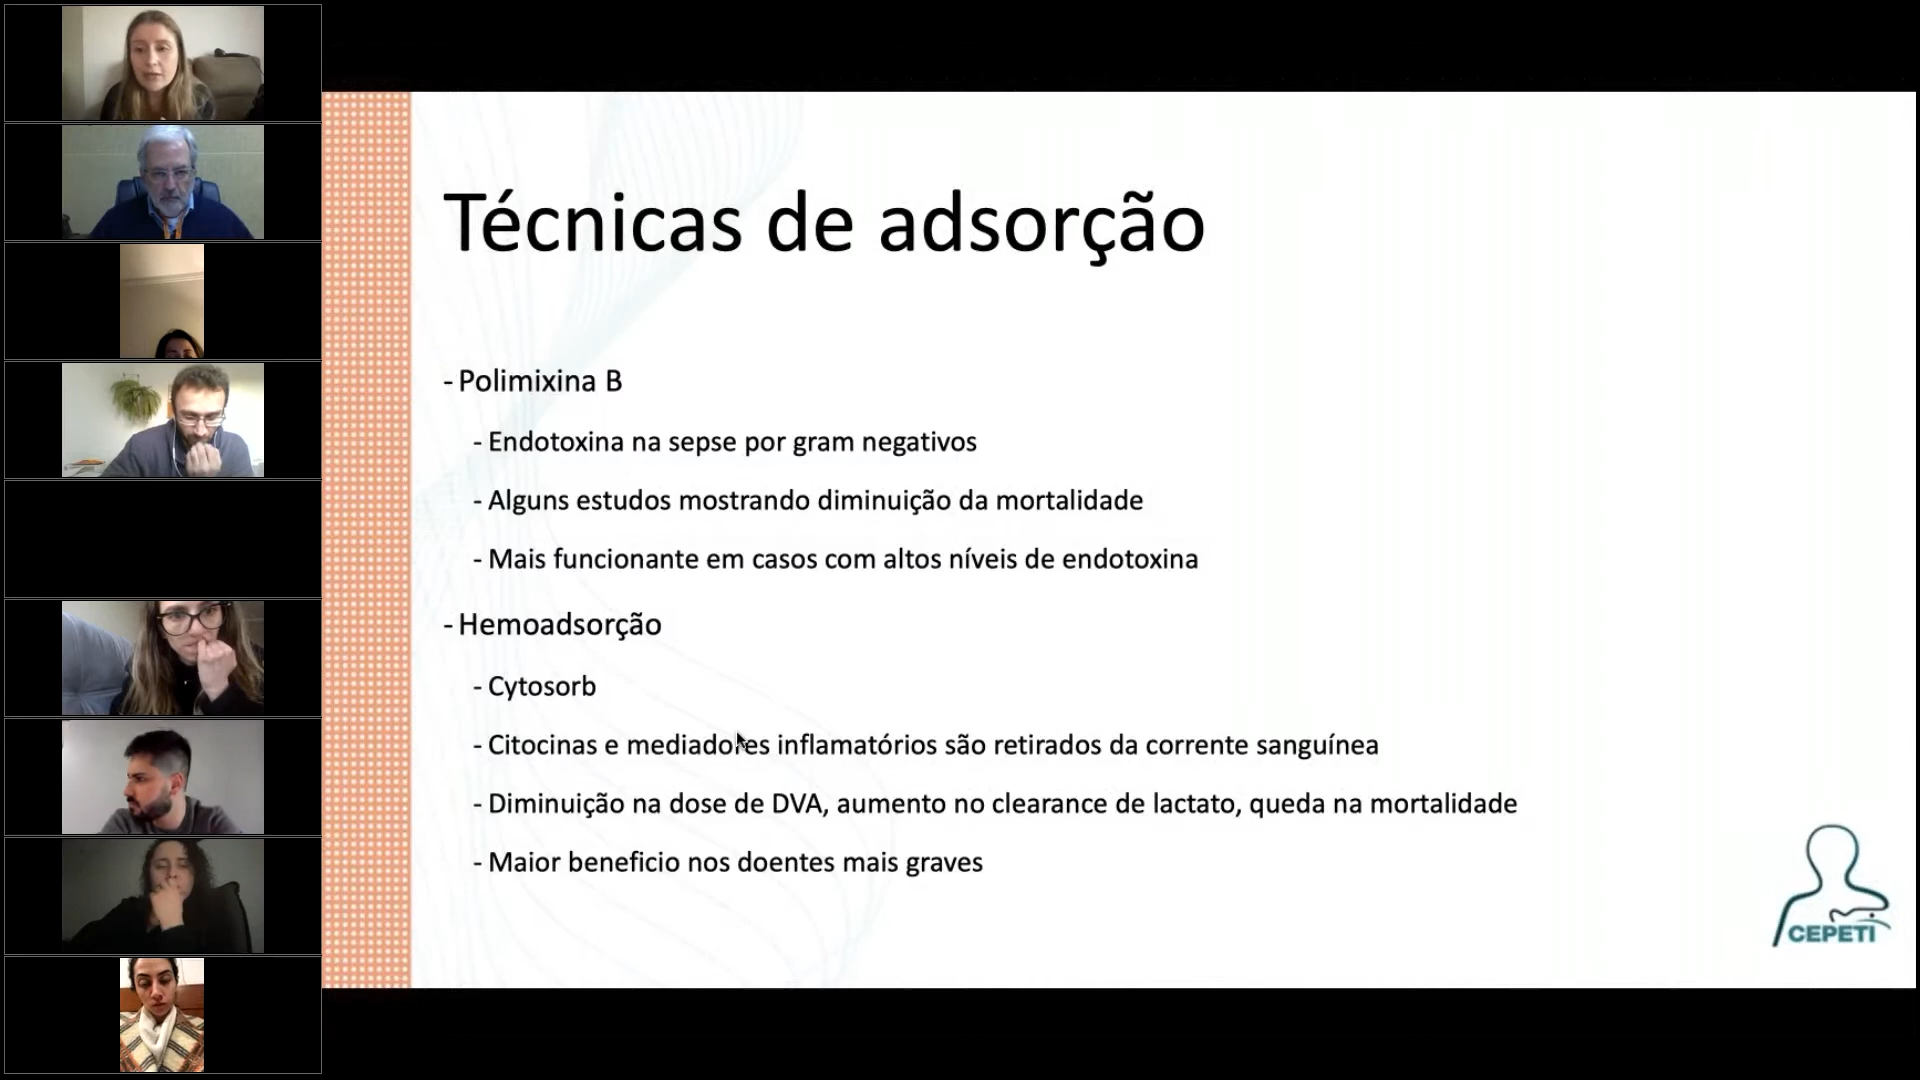 Técnicas de adsorção
- Polimixina B
- Endotoxina na sepse por gram negativos
- Alguns estudos mostrando diminuição da mortalidade
- Mais funcionante em casos com altos níveis de endotoxina
- Hemoadsorção
- Cytosorb
- Citocinas e mediadores inflamatórios são retirados da corrente sanguínea
- Diminuição na dose de DVA, aumento no clearance de lactato, queda na mortalidade
- Maior beneficio nos doentes mais graves
CEPETI